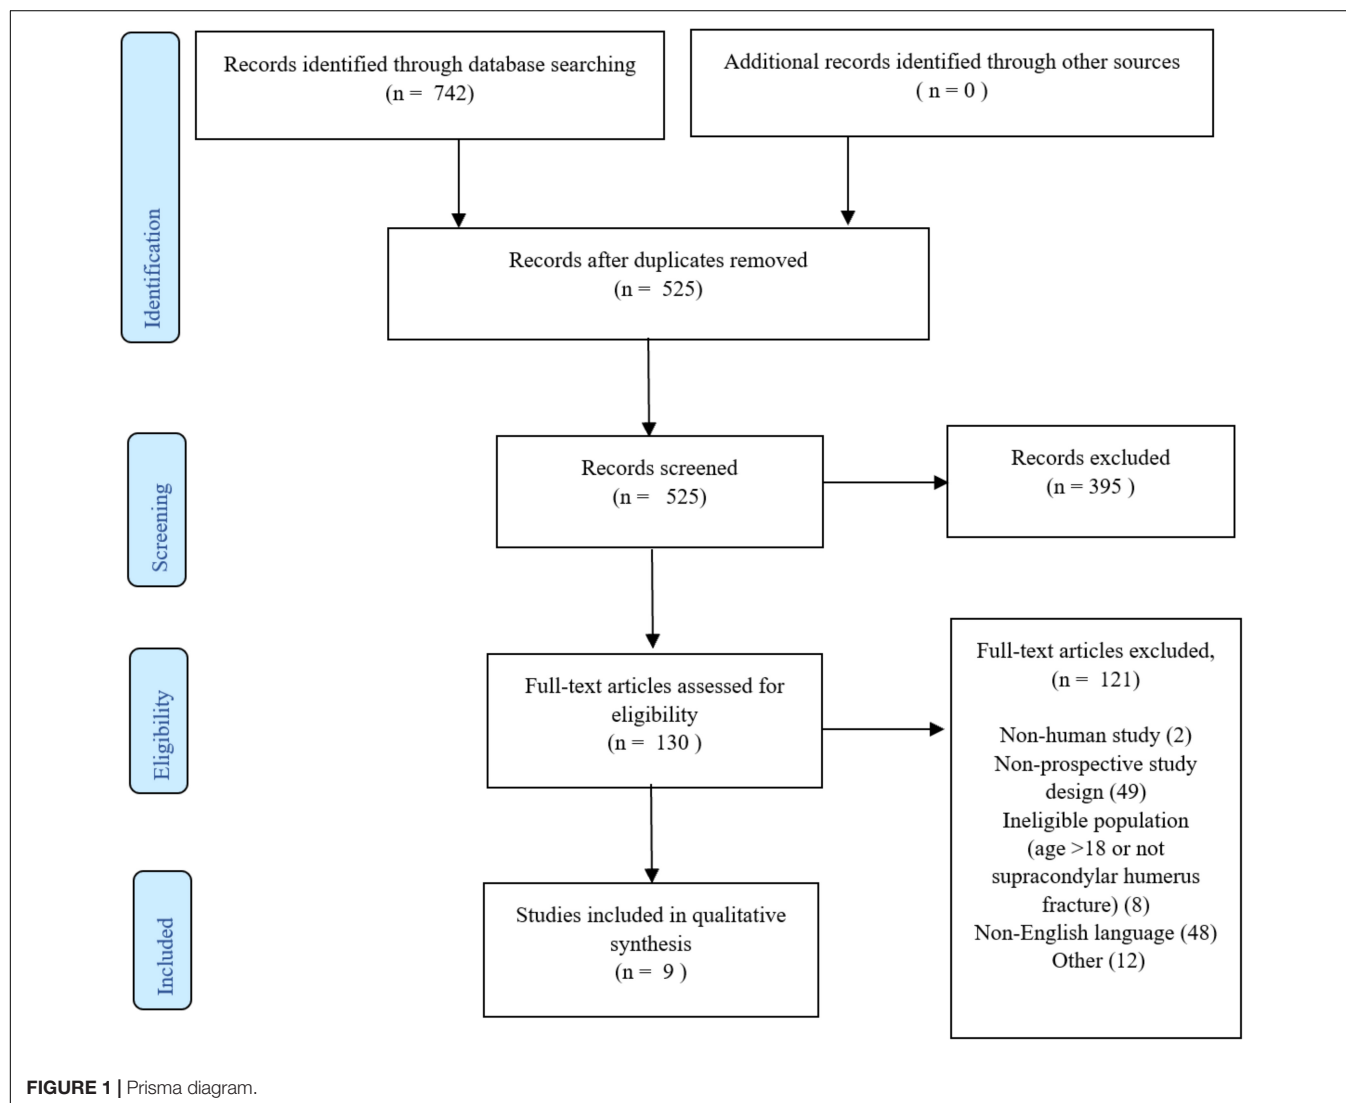 Identification
Records identified through database searching
(n = 742)
Additional records identified through other sources
( n = 0 )
Records after duplicates removed
(n = 525)
Screening
Records screened
(n = 525)
Records excluded
(n = 395 )
Eligibility
Full-text articles assessed for
eligibility
(n = 130 )
Full-text articles excluded,
(n = 121)
Non-human study (2)
Non-prospective study
design (49)
Ineligible population
(age >18 or not
supracondylar humerus
fracture) (8)
Non-English language (48)
Other (12)
Included
Studies included in qualitative
synthesis
(n = 9 )
FIGURE 1 | Prisma diagram.